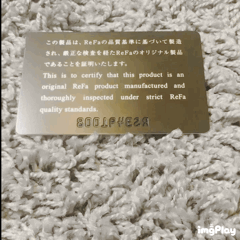 この製品は、ReFaの品質基準に基づいて製造
され、厳正な検査を経たReFaのオリジナル製品
であることを証明いたします。
This is to certify that this product is an
original ReFa product manufactured and
thoroughly inspected under strict ReFa
quality standards.
imgPlay